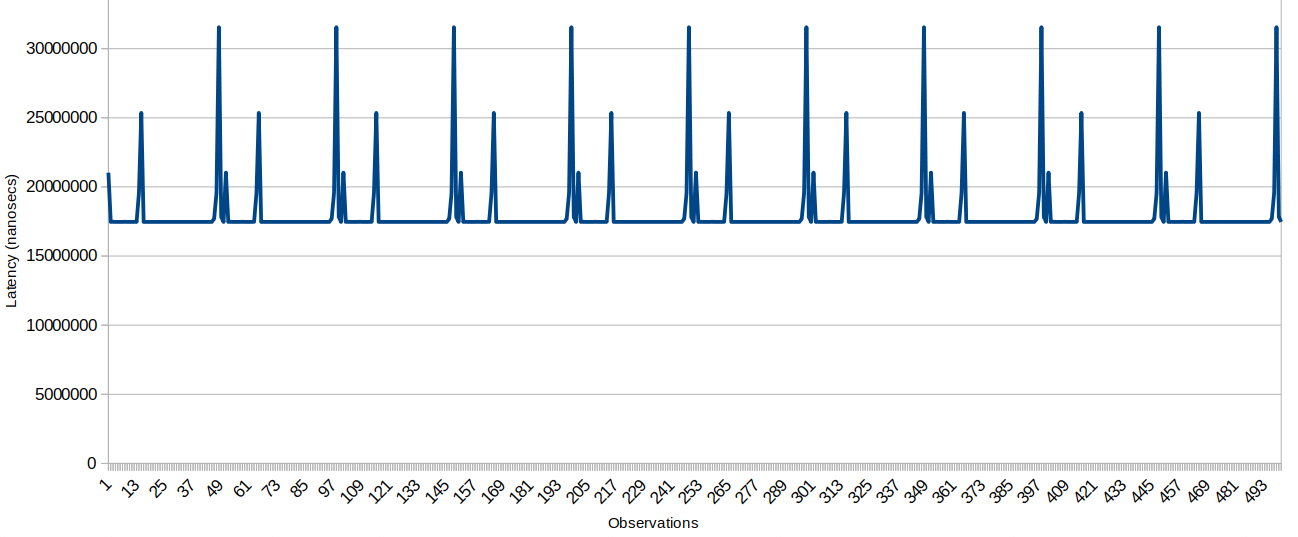 30000000
25000000
20000000
15000000
10000000
5000000
0
Latency (nanosecs)
1 13 25 37 49 61 73 85 97 109 121 133 145 157 169 181 193 205 217 229 241 253 265 277 289 301 313 325 337 349 361 373 385 397 409 421 433 445 457 469 481 493
Observations